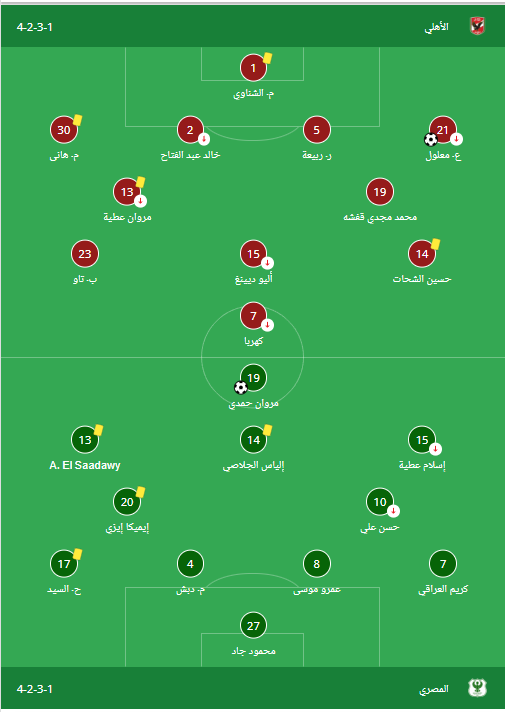 4-2-3-1 الأهلي
1
م. الشناوي
30 2 5 21
م. هانى خالد عبد الفتاح ر. ربيعة ع. معلول
13 19
مروان عطية محمد مجدي قفشه
23 15 14
ب. تاو أليو ديينغ حسين الشحات
7
كهربا
19
مروان حمدي
13 14 15
A. El Saadawy إلياس الجلاصي إسلام عطية
20 10
إيميكا إيزي حسن علي
17 4 8 7
ح. السيد م. دبش عمرو موسى كريم العراقي
27
محمود جاد
4-2-3-1 المصري